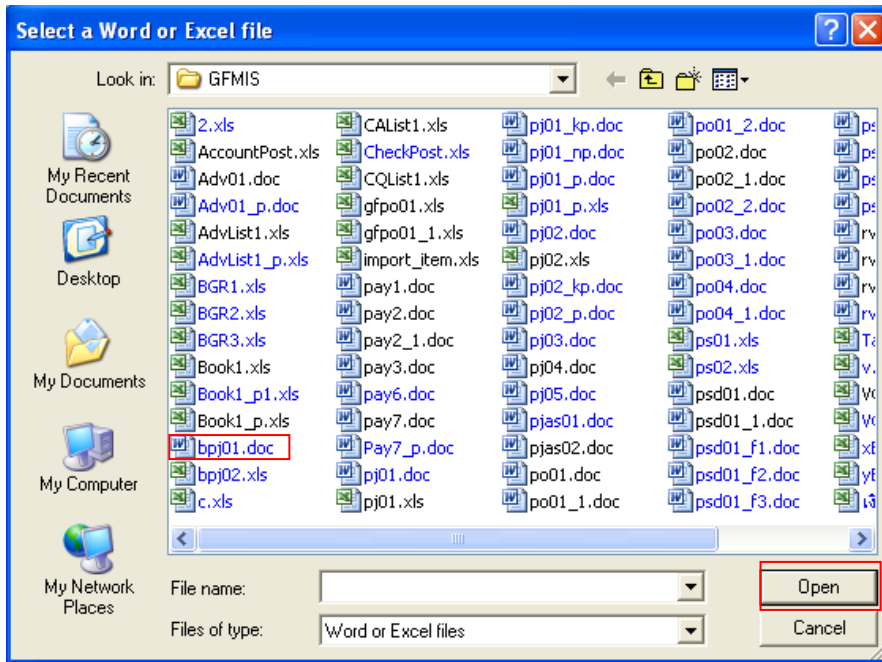 Select a Word or Excel file
Look in: GFMIS
My Recent Documents
Desktop
My Documents
My Computer
My Network Places
2.xls
AccountPost.xls
Adv01.doc
Adv01_p.doc
AdvList1.xls
AdvList1_p.xls
BGR1.xls
BGR2.xls
BGR3.xls
Book1.xls
Book1_p1.xls
Book1_p.xls
bpj01.doc
bpj02.xls
c.xls
CAList1.xls
CheckPost.xls
CQList1.xls
gfpo01.xls
gfpo01_1.xls
import_item.xls
pay1.doc
pay2.doc
pay2_1.doc
pay3.doc
pay6.doc
pay7.doc
Pay7_p.doc
pj01.doc
pj01.xls
pj01_kp.doc
pj01_np.doc
pj01_p.doc
pj01_p.xls
pj02.doc
pj02.xls
pj02_kp.doc
pj02_p.doc
pj03.doc
pj04.doc
pj05.doc
pjas01.doc
pjas02.doc
po01.doc
po01_1.doc
po01_2.doc
po02.doc
po02_1.doc
po02_2.doc
po03.doc
po03_1.doc
po04.doc
po04_1.doc
ps01.xls
ps02.xls
psd01.doc
psd01_1.doc
psd01_f1.doc
psd01_f2.doc
psd01_f3.doc
File name:
Open
Files of type: Word or Excel files
Cancel